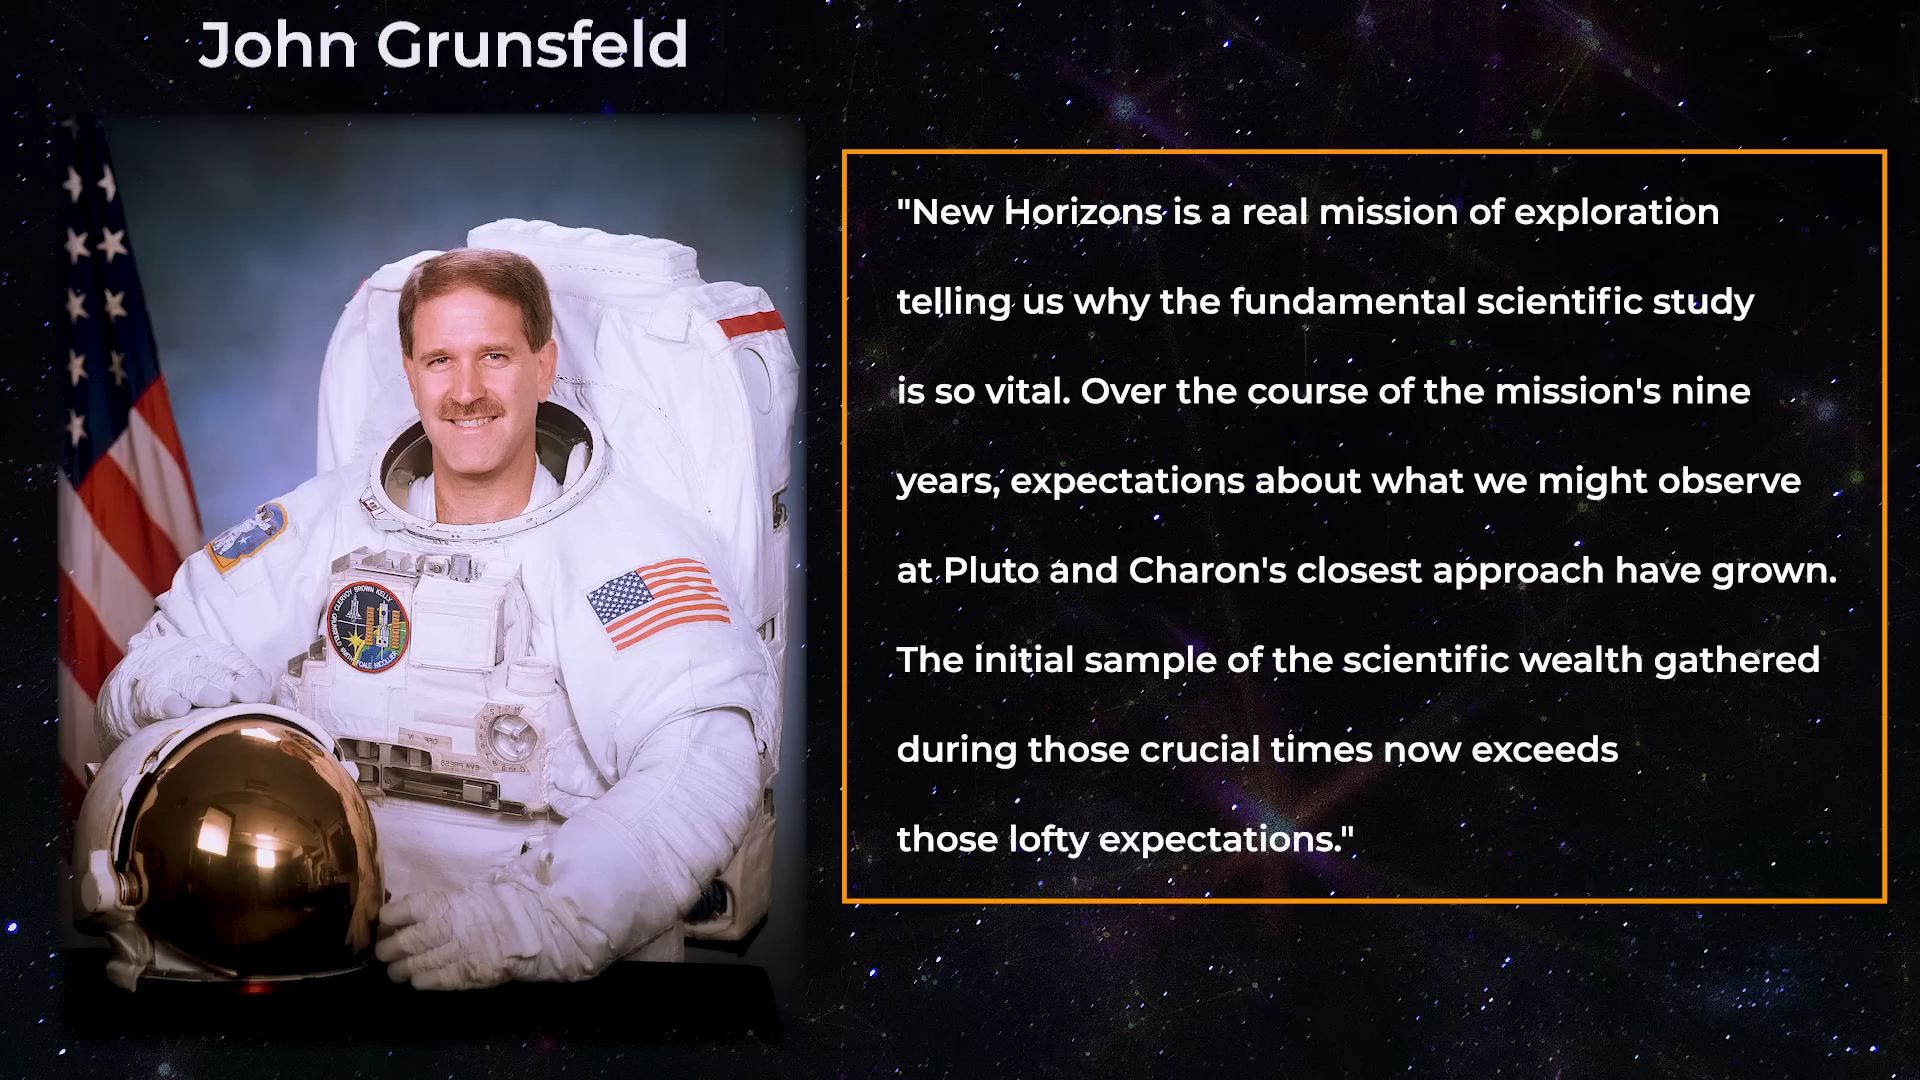 John Grunsfeld
"New Horizons is a real mission of exploration
telling us why the fundamental scientific study
is so vital. Over the course of the mission's nine
years, expectations about what we might observe
at Pluto and Charon's closest approach have grown.
The initial sample of the scientific wealth gathered
during those crucial times now exceeds
those lofty expectations."
CLERVOY BROWN KELLY